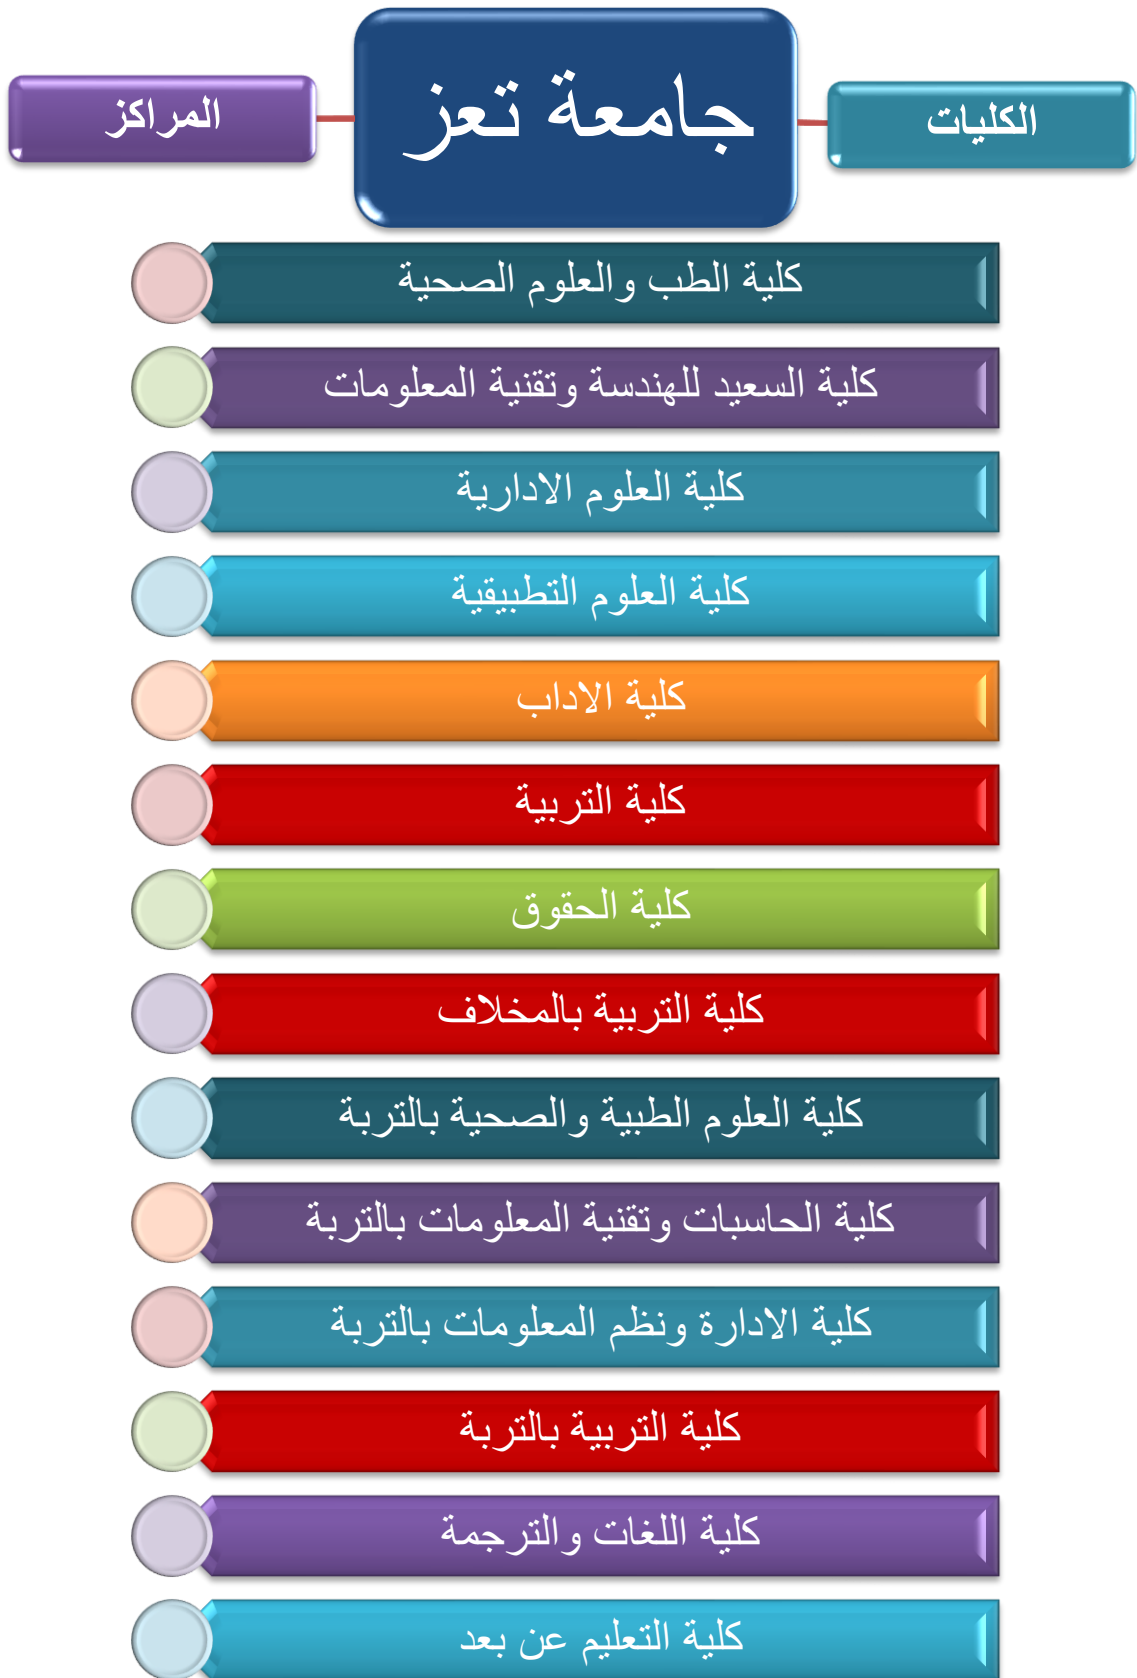 الكليات
جامعة تعز
المراكز
كلية الطب والعلوم الصحية
كلية السعيد للهندسة وتقنية المعلومات
كلية العلوم الادارية
كلية العلوم التطبيقية
كلية الاداب
كلية التربية
كلية الحقوق
كلية التربية بالمخلاف
كلية العلوم الطبية والصحية بالتربة
كلية الحاسبات وتقنية المعلومات بالتربة
كلية الادارة ونظم المعلومات بالتربة
كلية التربية بالتربة
كلية اللغات والترجمة
كلية التعليم عن بعد